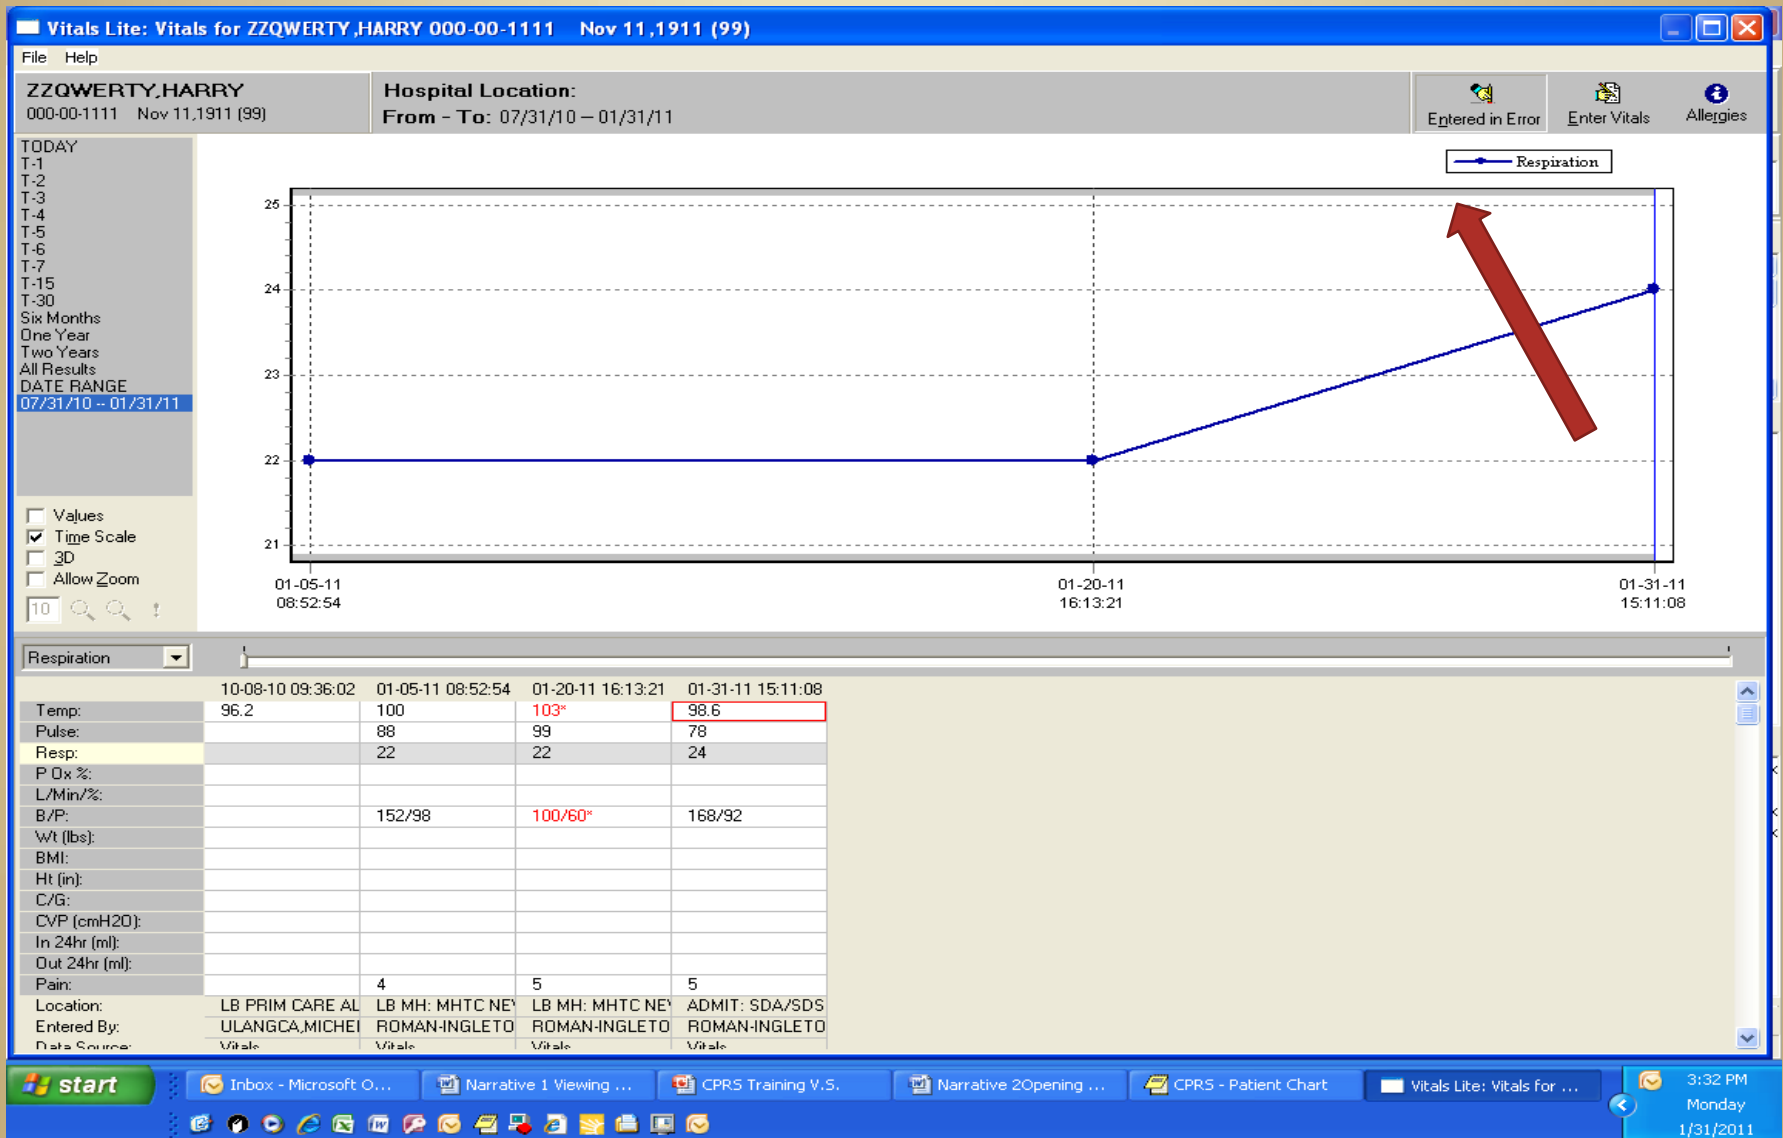 Vitals Lite: Vitals for ZZQWERTY,HARRY 000-00-1111 Nov 11,1911 (99)
File Help
ZZQWERTY,HARRY
000-00-1111 Nov 11,1911 (99)
Hospital Location:
From - To: 07/31/10 – 01/31/11
Entered in Error
Enter Vitals
Allergies
TODAY
T-1
T-2
T-3
T-4
T-5
T-6
T-7
T-15
T-30
Six Months
One Year
Two Years
All Results
DATE RANGE
07/31/10 -- 01/31/11
Values
Time Scale
3D
Allow Zoom
10
Respiration
25
24
23
22
21
01-05-11 01-20-11 01-31-11
08:52:54 16:13:21 15:11:08
Respiration
10-08-10 09:36:02 01-05-11 08:52:54 01-20-11 16:13:21 01-31-11 15:11:08
Temp: 96.2 100 103* 98.6
Pulse: 88 99 78
Resp: 22 22 24
P Ox %:
L/Min/%:
B/P: 152/98 100/60* 168/92
Wt (lbs):
BMI:
Ht (in):
C/G:
CVP (cmH2O):
In 24hr (ml):
Out 24hr (ml):
Pain: 4 5 5
Location: LB PRIM CARE AL LB MH: MHTC NE LB MH: MHTC NE ADMIT: SDA/SDS
Entered By: ULANGCA,MICHE ROMAN-INGLETO ROMAN-INGLETO ROMAN-INGLETO
Data Source: Vitals Vitals Vitals Vitals
start
Inbox - Microsoft O...
Narrative 1 Viewing ...
CPRS Training V.S.
Narrative 2Opening ...
CPRS - Patient Chart
Vitals Lite: Vitals for ...
3:32 PM
Monday
1/31/2011